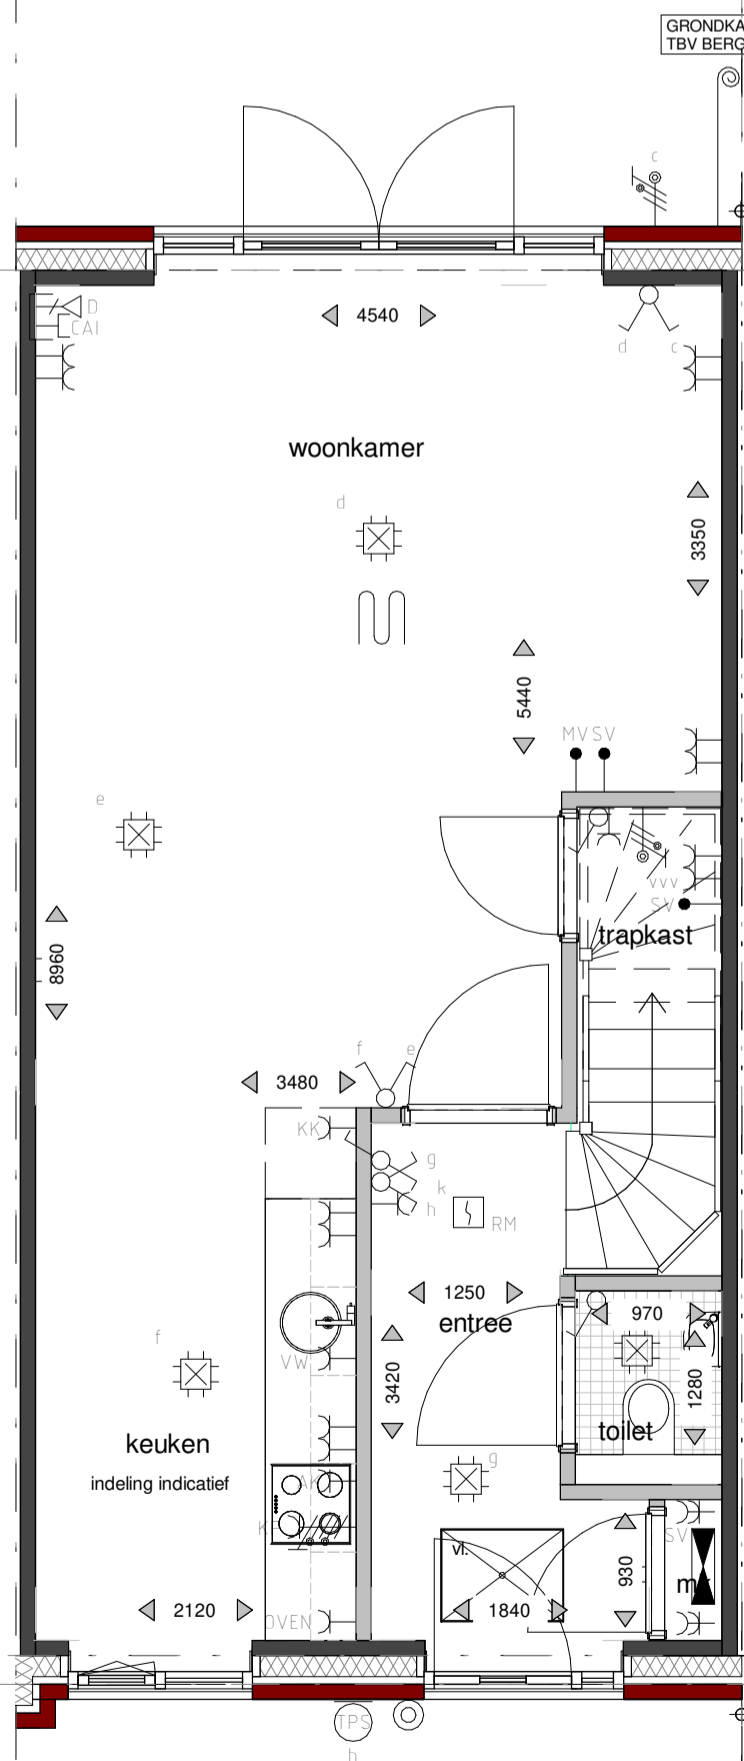 GRONDKA
TBV BERG
c
D
CAI
4540
d
c
woonkamer
d
3350
5440
MV SV
e
vvv
SV
trapkast
8960
f
e
3480
KK
g
k
h
RM
1250
970
entree
f
VW
3420
1280
keuken
toilet
indeling indicatief
g
AK
SV
vl.
930
m
2120
OVEN
1840
TPS
h